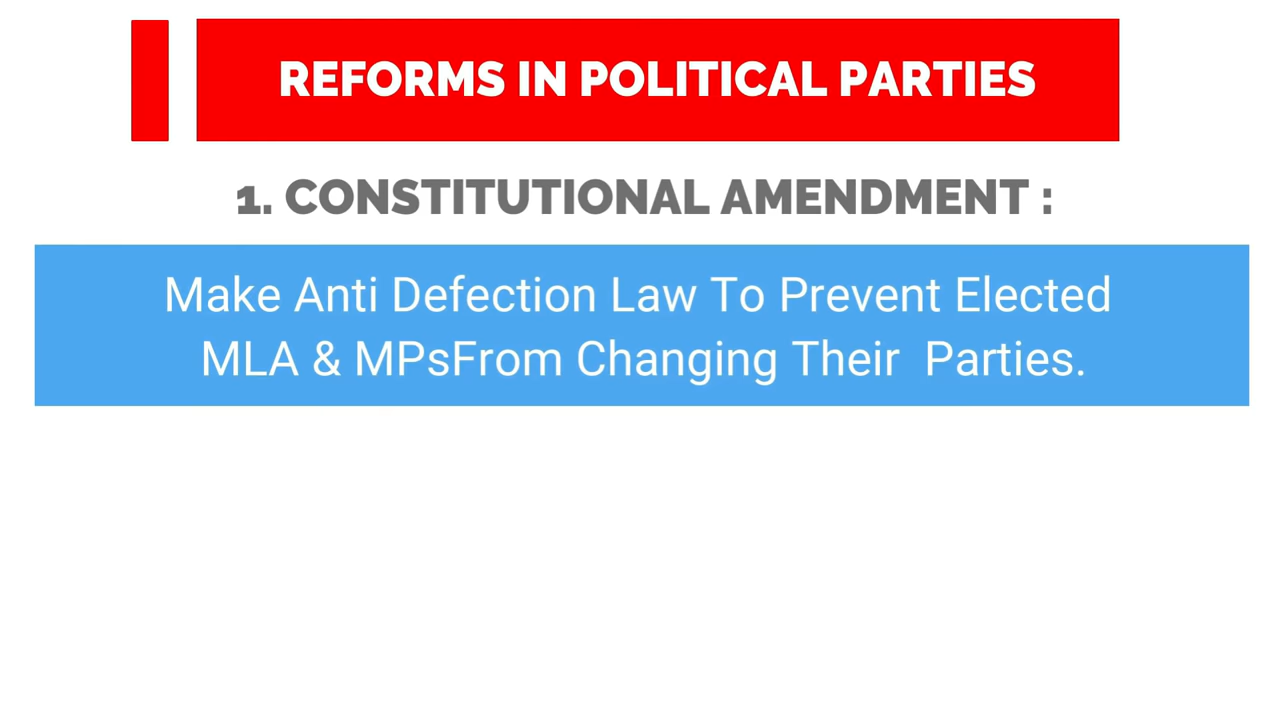 REFORMS IN POLITICAL PARTIES
1. CONSTITUTIONAL AMENDMENT :
Make Anti Defection Law To Prevent Elected
MLA & MPsFrom Changing Their  Parties.